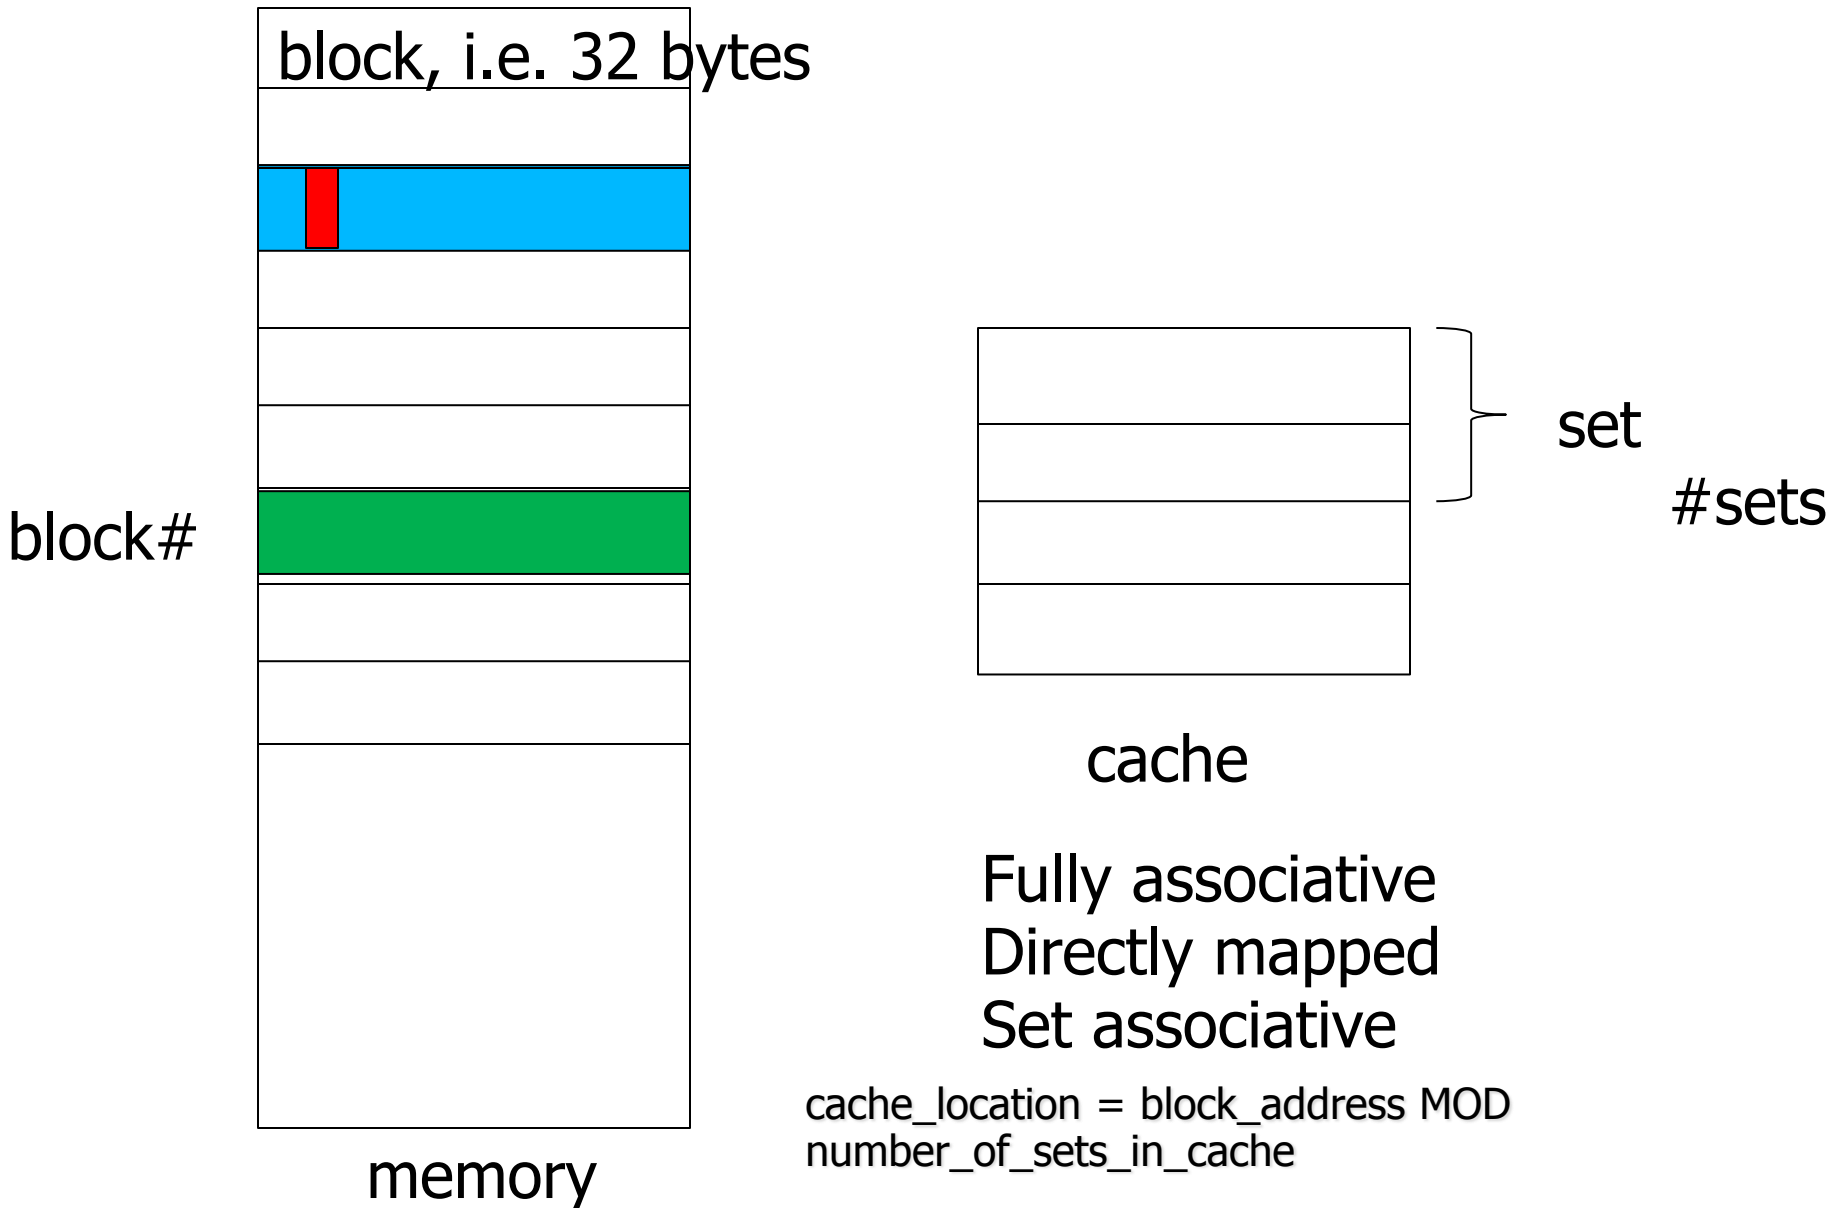 block, i.e. 32 bytes
set
#sets
block#
cache
Fully associative
Directly mapped
Set associative
cache_location = block_address MOD
number_of_sets_in_cache
memory